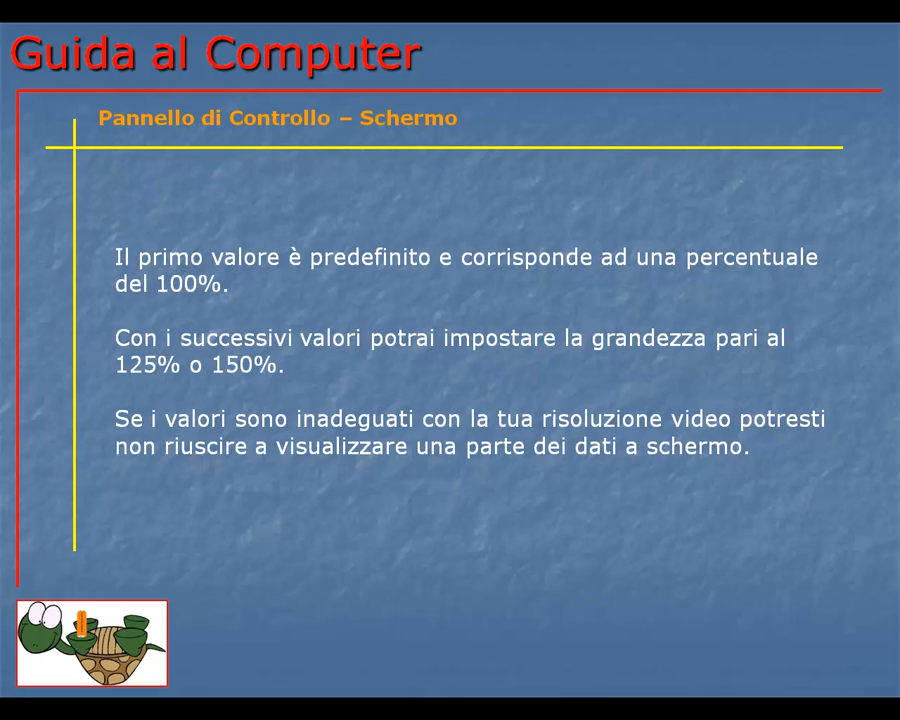 Guida al Computer
Pannello di Controllo – Schermo
Il primo valore è predefinito e corrisponde ad una percentuale
del 100%.
Con i successivi valori potrai impostare la grandezza pari al
125% o 150%.
Se i valori sono inadeguati con la tua risoluzione video potresti
non riuscire a visualizzare una parte dei dati a schermo.